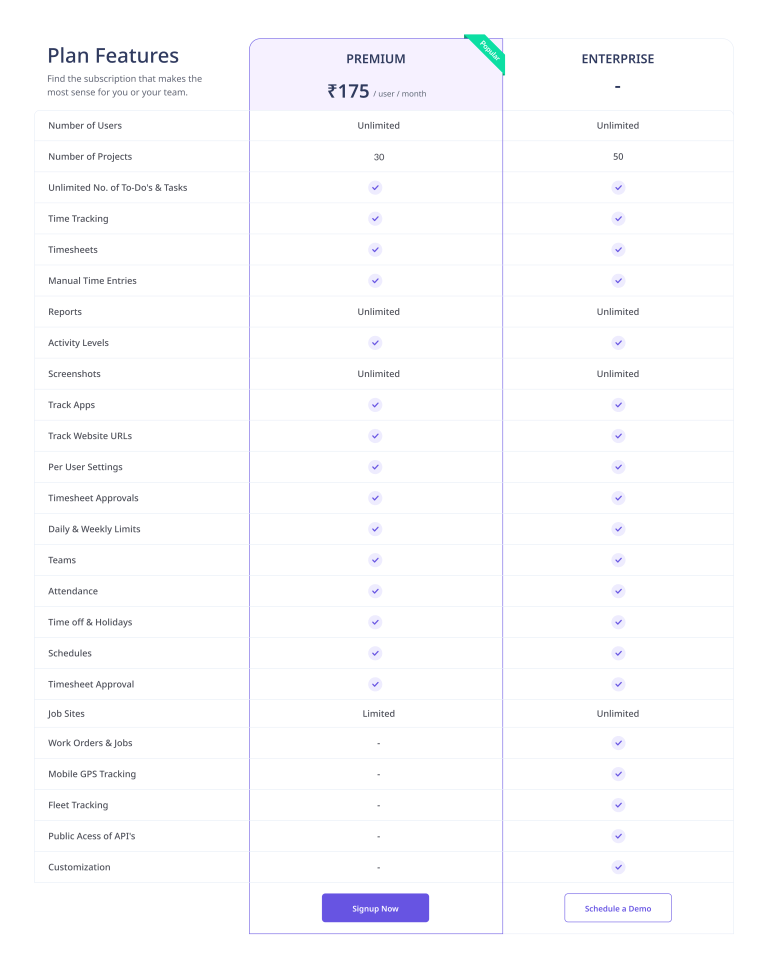 Plan Features
Find the subscription that makes the
most sense for you or your team.
PREMIUM
₹175 / user / month
Popular
ENTERPRISE
-
Number of Users Unlimited Unlimited
Number of Projects 30 50
Unlimited No. of To-Do's & Tasks
Time Tracking
Timesheets
Manual Time Entries
Reports Unlimited Unlimited
Activity Levels
Screenshots Unlimited Unlimited
Track Apps
Track Website URLs
Per User Settings
Timesheet Approvals
Daily & Weekly Limits
Teams
Attendance
Time off & Holidays
Schedules
Timesheet Approval
Job Sites Limited Unlimited
Work Orders & Jobs -
Mobile GPS Tracking -
Fleet Tracking -
Public Acess of API's -
Customization -
Signup Now Schedule a Demo